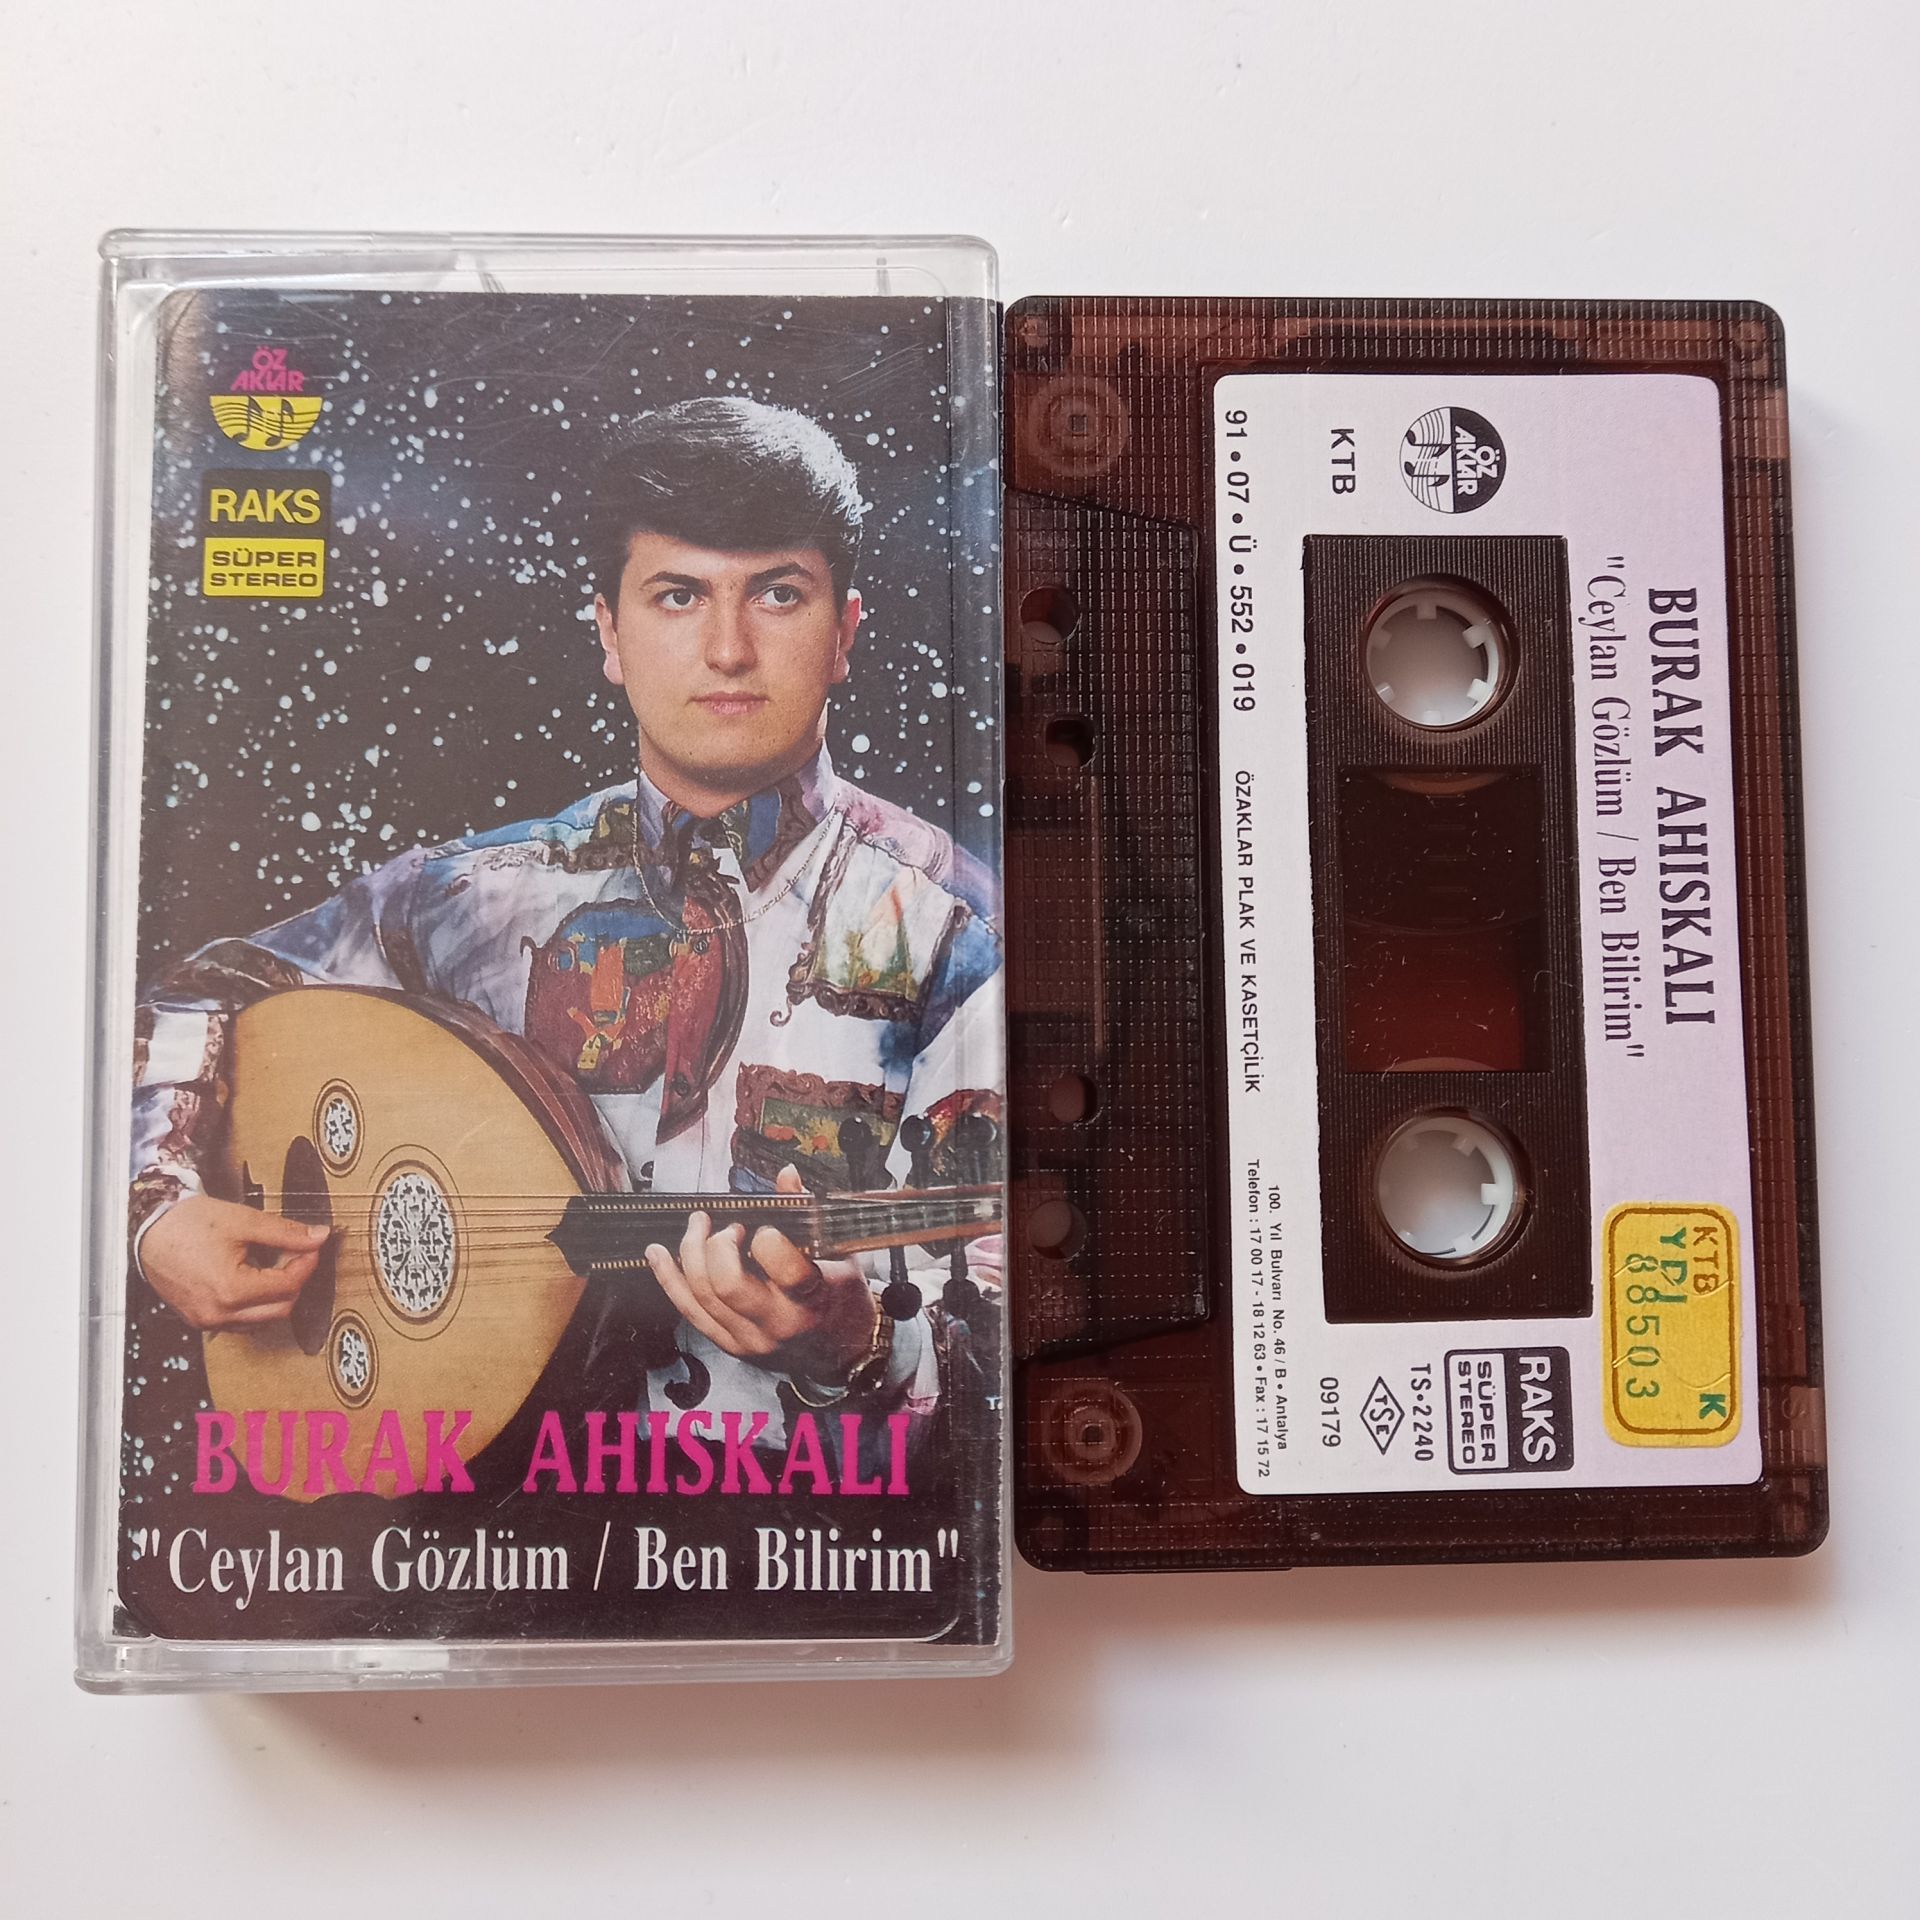 ÖZ
AKLAR
RAKS
SÜPER
STEREO
BURAK AHISKALI
"Ceylan Gözlüm / Ben Bilirim"
BURAK AHISKALI
"Ceylan Gözlüm / Ben Bilirim"
ÖZ
AKLAR
KTB
91 • 07 • Ü • 552 • 019
ÖZAKLAR PLAK VE KASETÇİLİK
100. Yıl Bulvarı No. 46 / B • Antalya
Telefon : 17 00 17 - 18 12 63 • Fax : 17 15 72
KTB
YDJ K
88503
RAKS
SÜPER
STEREO
TS•2240
TSE
09179